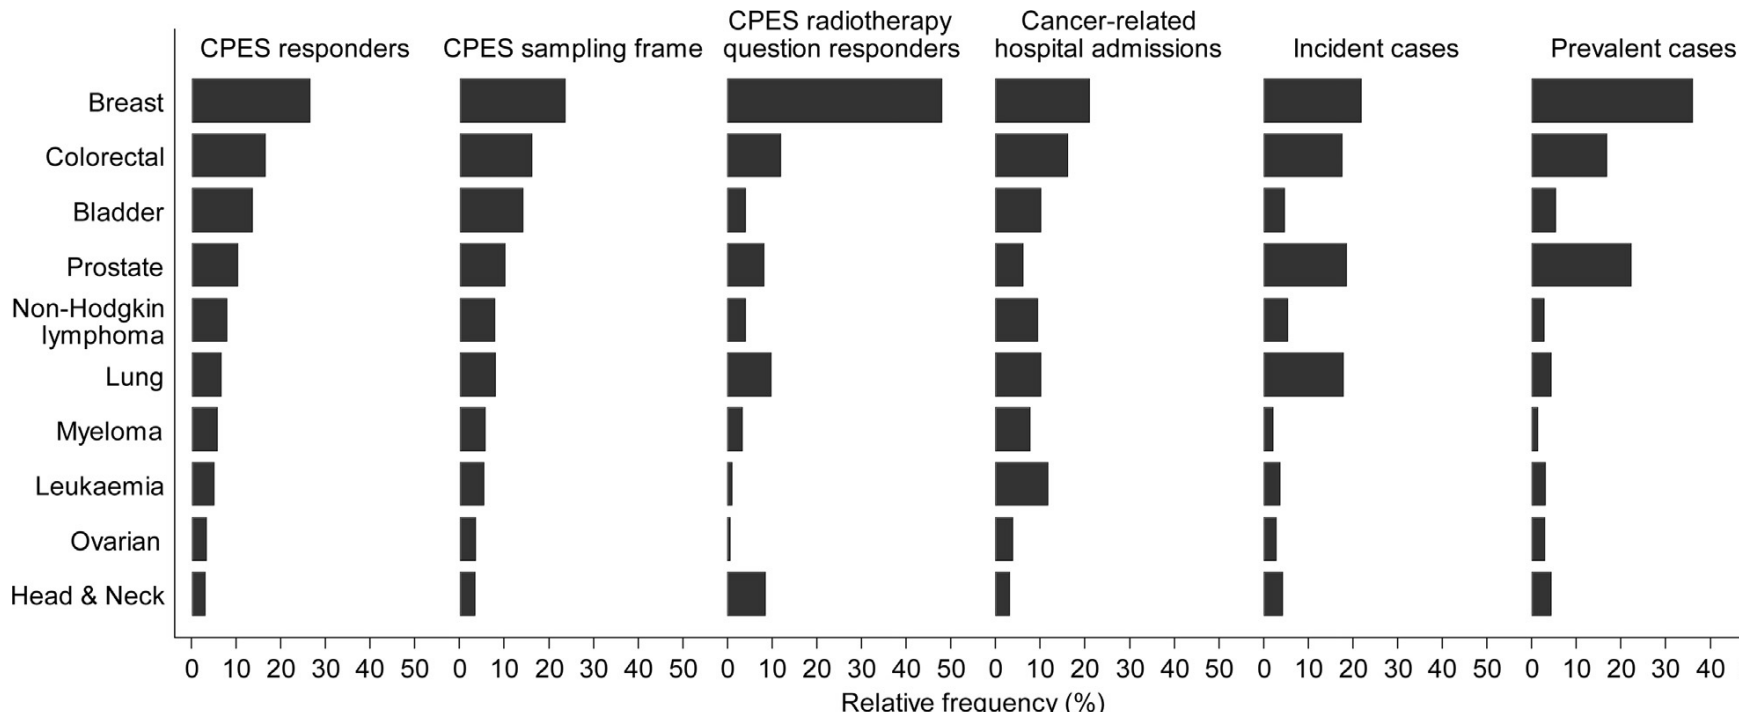 CPES responders
CPES sampling frame
CPES radiotherapy
question responders
Cancer-related
hospital admissions
Incident cases
Prevalent cases
Breast
Colorectal
Bladder
Prostate
Non-Hodgkin
lymphoma
Lung
Myeloma
Leukaemia
Ovarian
Head & Neck
0 10 20 30 40 50 0 10 20 30 40 50 0 10 20 30 40 50 0 10 20 30 40 50 0 10 20 30 40 50 0 10 20 30 40
Relative frequency (%)